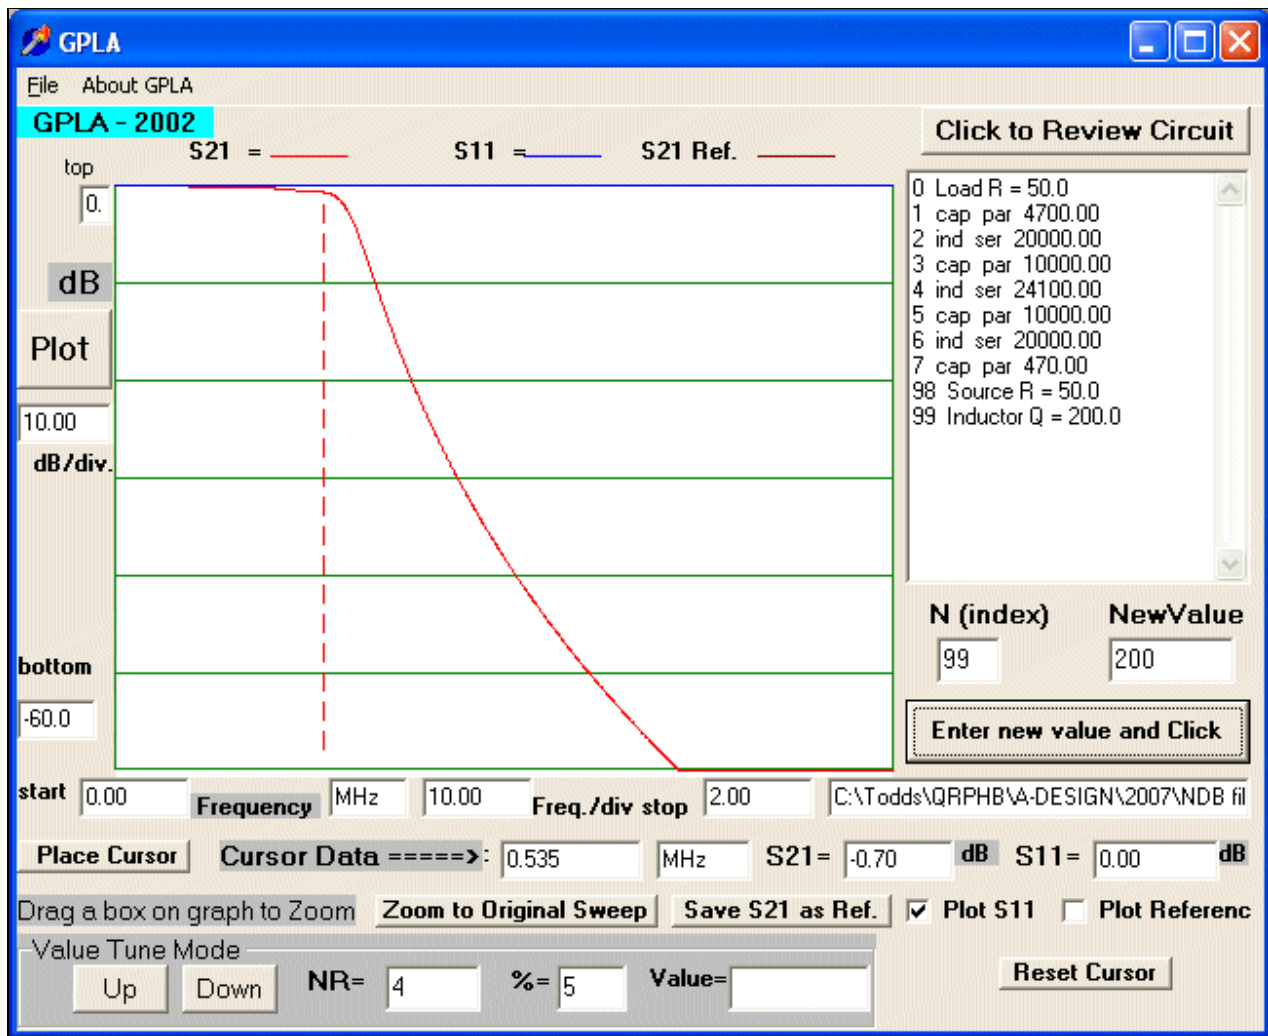 GPLA
File About GPLA
GPLA - 2002
Click to Review Circuit
S21 = S11 = S21 Ref.
top
0.
dB
Plot
10.00
dB/div.
bottom
-60.0
0 Load R = 50.0
1 cap par 4700.00
2 ind ser 20000.00
3 cap par 10000.00
4 ind ser 24100.00
5 cap par 10000.00
6 ind ser 20000.00
7 cap par 470.00
98 Source R = 50.0
99 Inductor Q = 200.0
N (index) NewValue
99 200
Enter new value and Click
start 0.00 Frequency MHz 10.00 Freq./div stop 2.00 C:\Todds\QRPHB\A-DESIGN\2007\NDB fil
Place Cursor Cursor Data =====>: 0.535 MHz S21= -0.70 dB S11= 0.00 dB
Drag a box on graph to Zoom Zoom to Original Sweep Save S21 as Ref. Plot S11 Plot Referenc
Value Tune Mode
Up Down NR= 4 %= 5 Value= Reset Cursor